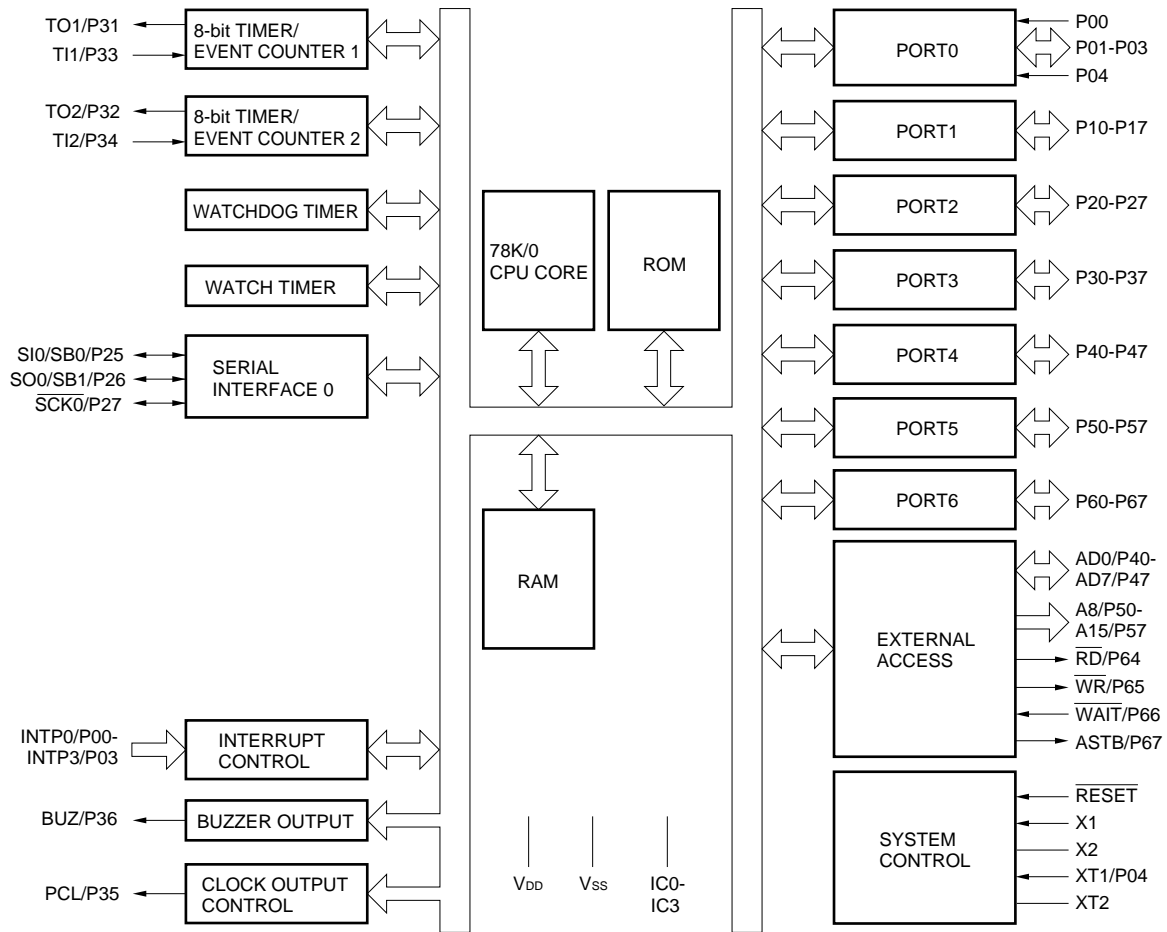 TO1/P31
TI1/P33
8-bit TIMER/
EVENT COUNTER 1
TO2/P32
TI2/P34
8-bit TIMER/
EVENT COUNTER 2
WATCHDOG TIMER
WATCH TIMER
SI0/SB0/P25
SO0/SB1/P26
SCK0/P27
SERIAL
INTERFACE 0
INTP0/P00-
INTP3/P03
INTERRUPT
CONTROL
BUZ/P36
BUZZER OUTPUT
PCL/P35
CLOCK OUTPUT
CONTROL
78K/0
CPU CORE
ROM
RAM
VDD
VSS
IC0-
IC3
PORT0
P00
P01-P03
P04
PORT1
P10-P17
PORT2
P20-P27
PORT3
P30-P37
PORT4
P40-P47
PORT5
P50-P57
PORT6
P60-P67
EXTERNAL
ACCESS
AD0/P40-
AD7/P47
A8/P50-
A15/P57
RD/P64
WR/P65
WAIT/P66
ASTB/P67
SYSTEM
CONTROL
RESET
X1
X2
XT1/P04
XT2